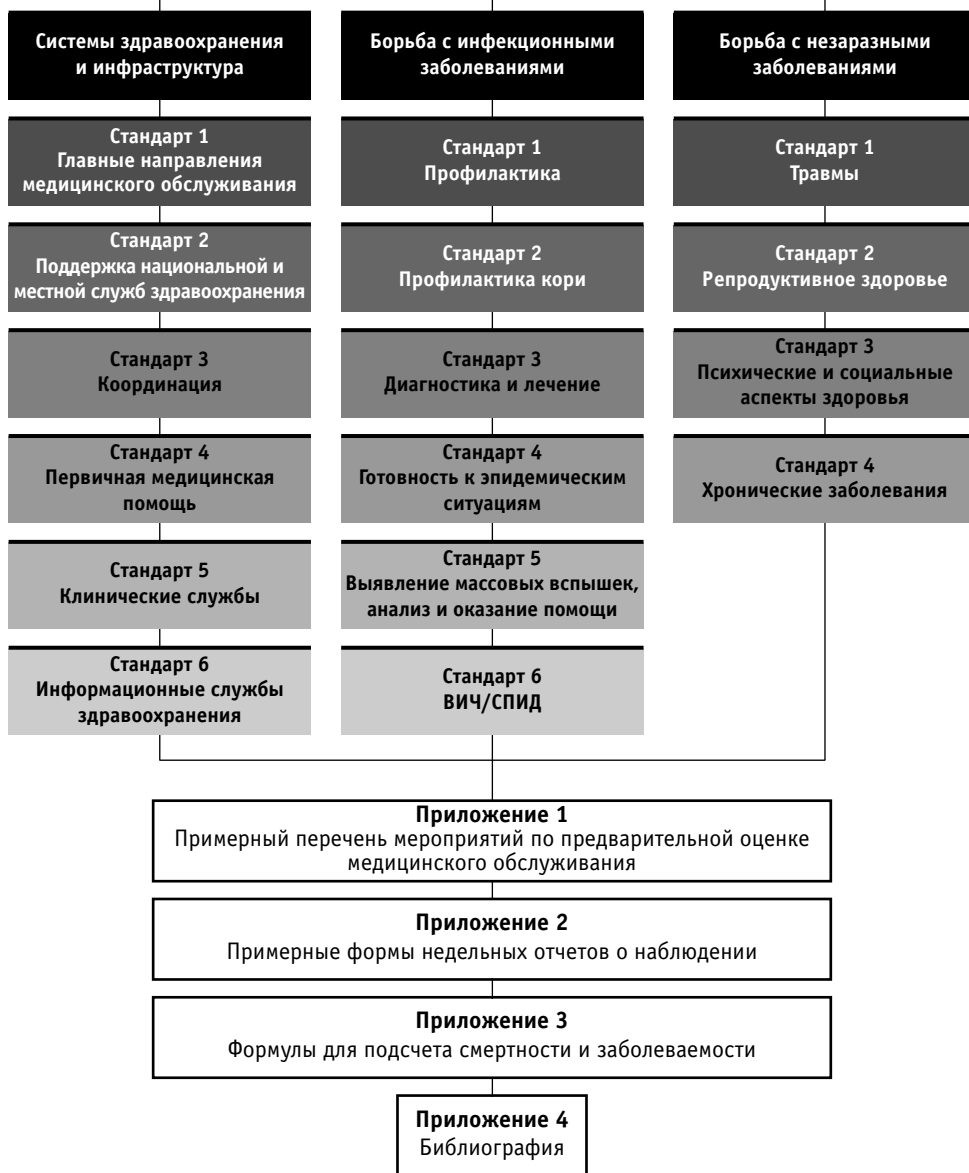 Системы здравоохранения
и инфраструктура
Стандарт 1
Главные направления
медицинского обслуживания
Стандарт 2
Поддержка национальной и
местной служб здравоохранения
Стандарт 3
Координация
Стандарт 4
Первичная медицинская
помощь
Стандарт 5
Клинические службы
Стандарт 6
Информационные службы
здравоохранения
Борьба с инфекционными
заболеваниями
Стандарт 1
Профилактика
Стандарт 2
Профилактика кори
Стандарт 3
Диагностика и лечение
Стандарт 4
Готовность к эпидемическим
ситуациям
Стандарт 5
Выявление массовых вспышек,
анализ и оказание помощи
Стандарт 6
ВИЧ/СПИД
Борьба с незаразными
заболеваниями
Стандарт 1
Травмы
Стандарт 2
Репродуктивное здоровье
Стандарт 3
Психические и социальные
аспекты здоровья
Стандарт 4
Хронические заболевания
Приложение 1
Примерный перечень мероприятий по предварительной оценке
медицинского обслуживания
Приложение 2
Примерные формы недельных отчетов о наблюдении
Приложение 3
Формулы для подсчета смертности и заболеваемости
Приложение 4
Библиография